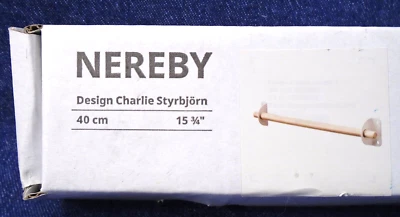 NEREBY
Design Charlie Styrbjörn
40 cm 15 ¾"